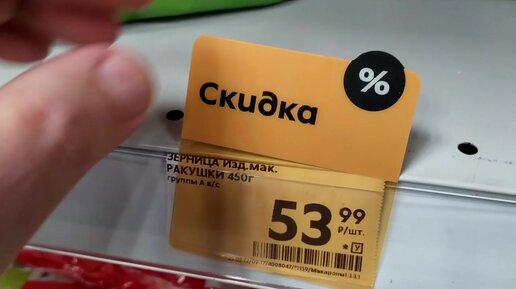 Скидка
%
ЗЕРНИЦА Изд.мак.
РАКУШКИ 450г
группы А в/с
53 99
₽/шт.
* У